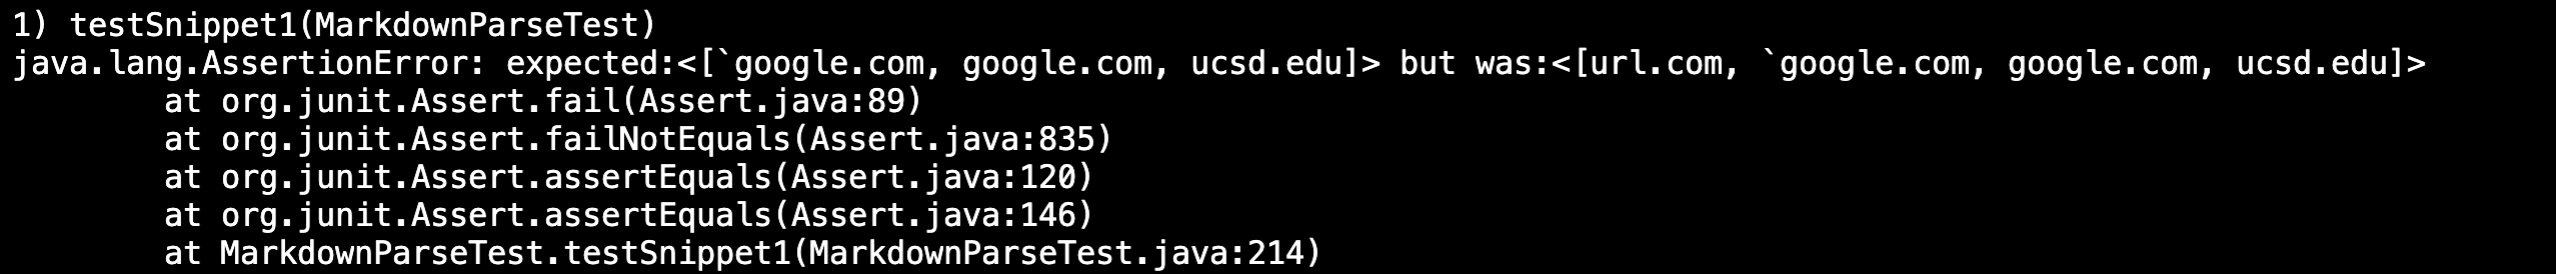 1) testSnippet1(MarkdownParseTest)
java.lang.AssertionError: expected:<[`google.com, google.com, ucsd.edu]> but was:<[url.com, `google.com, google.com, ucsd.edu]>
        at org.junit.Assert.fail(Assert.java:89)
        at org.junit.Assert.failNotEquals(Assert.java:835)
        at org.junit.Assert.assertEquals(Assert.java:120)
        at org.junit.Assert.assertEquals(Assert.java:146)
        at MarkdownParseTest.testSnippet1(MarkdownParseTest.java:214)